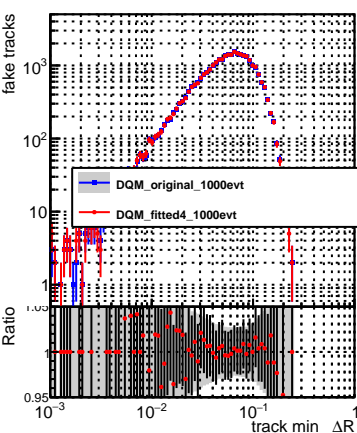 fake tracks
10³
10²
10
1
DQM_original_1000evt
DQM_fitted4_1000evt
Ratio
1.05
1
0.95
10⁻³ 10⁻² 10⁻¹ 1
track min ΔR